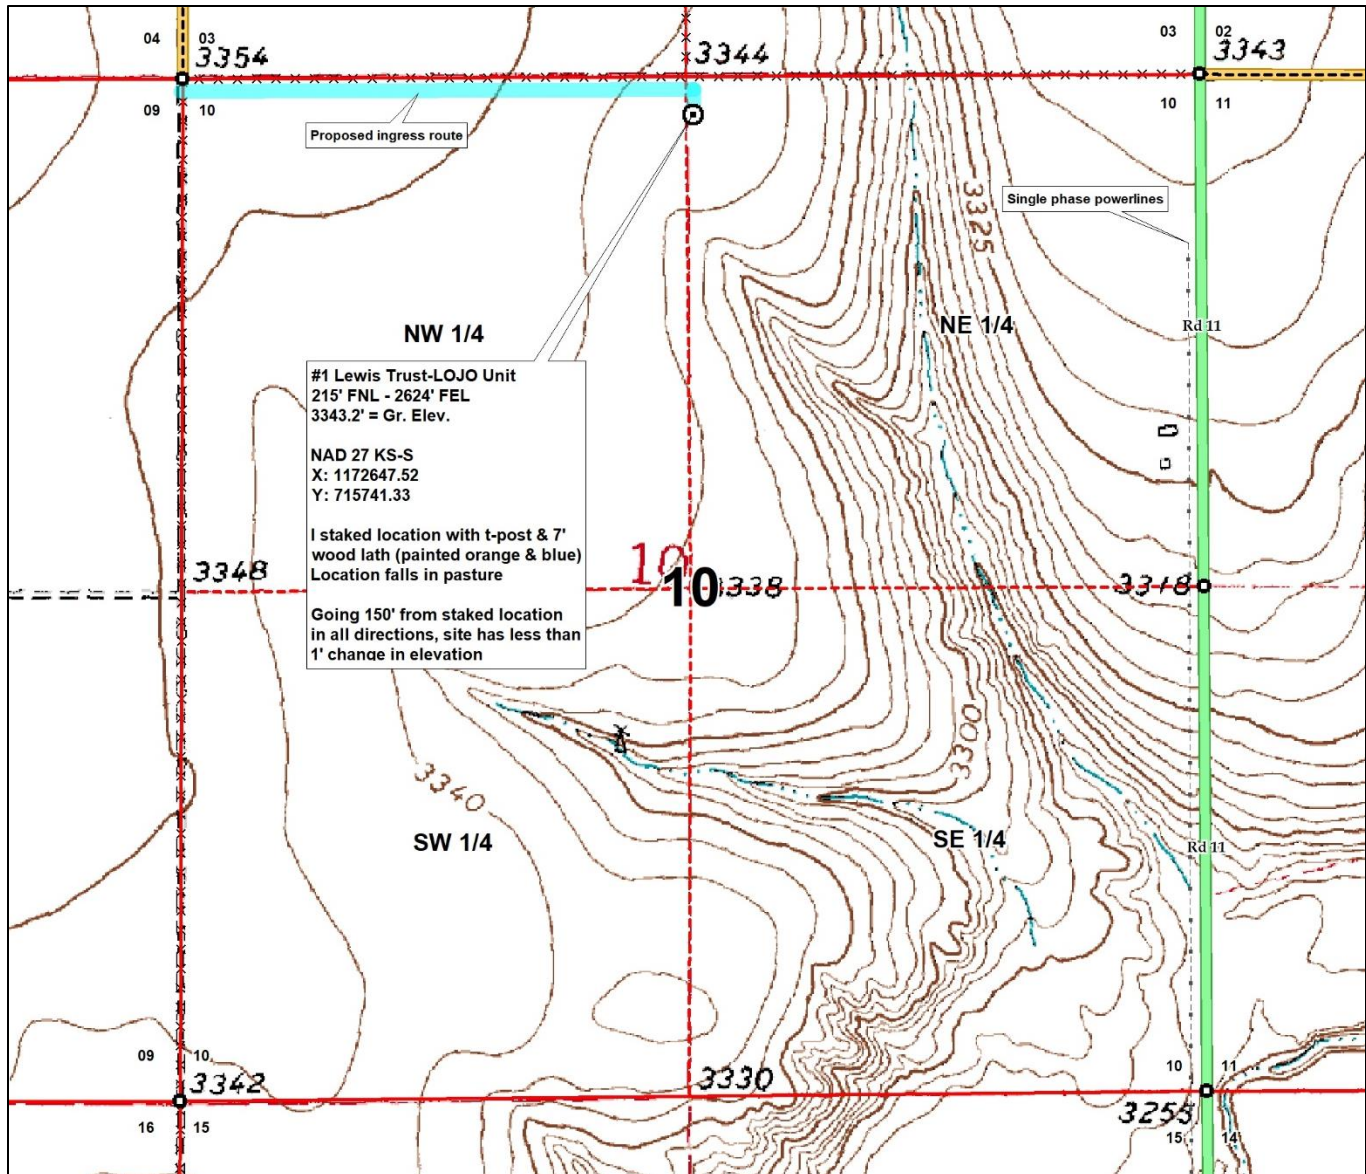 04 03
3354
3344
03 02
3343
09 10
10 11
Proposed ingress route
3325
Single phase powerlines
NW 1/4
NE 1/4
Rd 11
#1 Lewis Trust-LOJO Unit
215' FNL - 2624' FEL
3343.2' = Gr. Elev.
NAD 27 KS-S
X: 1172647.52
Y: 715741.33
I staked location with t-post & 7'
wood lath (painted orange & blue)
Location falls in pasture
Going 150' from staked location
in all directions, site has less than
1' change in elevation
3348
10
10
3338
3318
3300
3340
SW 1/4
SE 1/4
Rd 11
09 10
3342
3330
10 11
3255
16 15
15 14